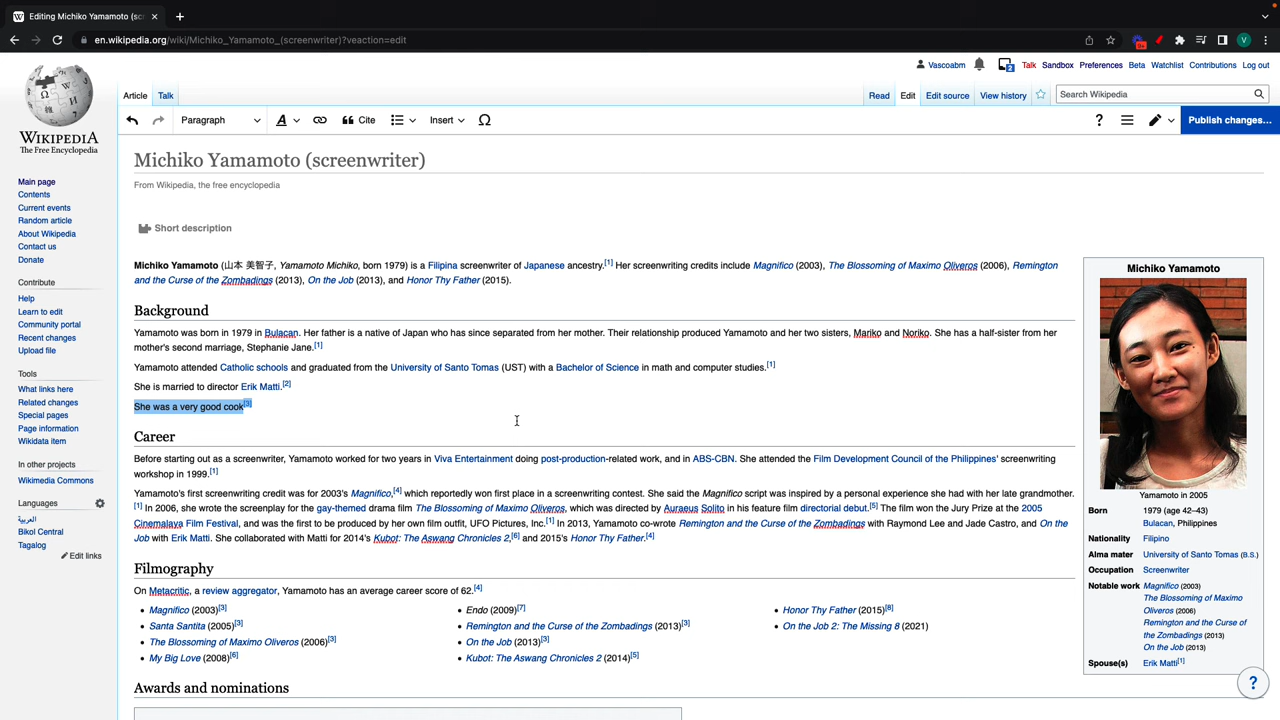 Editing Michiko Yamamoto (scr
en.wikipedia.org/wiki/Michiko_Yamamoto_(screenwriter)?veaction=edit
9+
V
Vascoabm
2
Talk
Sandbox
Preferences
Beta
Watchlist
Contributions
Log out
Article
Talk
Read
Edit
Edit source
View history
Search Wikipedia
Paragraph
A
Cite
Insert
Ω
?
Publish changes...
WIKIPEDIA
The Free Encyclopedia
Main page
Contents
Current events
Random article
About Wikipedia
Contact us
Donate
Contribute
Help
Learn to edit
Community portal
Recent changes
Upload file
Tools
What links here
Related changes
Special pages
Page information
Wikidata item
In other projects
Wikimedia Commons
Languages
العربية
Bikol Central
Tagalog
Edit links
Michiko Yamamoto (screenwriter)
From Wikipedia, the free encyclopedia
Short description
Michiko Yamamoto (山本 美智子, Yamamoto Michiko, born 1979) is a Filipina screenwriter of Japanese ancestry.[1] Her screenwriting credits include Magnifico (2003), The Blossoming of Maximo Oliveros (2006), Remington
and the Curse of the Zombadings (2013), On the Job (2013), and Honor Thy Father (2015).
Background
Yamamoto was born in 1979 in Bulacan. Her father is a native of Japan who has since separated from her mother. Their relationship produced Yamamoto and her two sisters, Mariko and Noriko. She has a half-sister from her
mother's second marriage, Stephanie Jane.[1]
Yamamoto attended Catholic schools and graduated from the University of Santo Tomas (UST) with a Bachelor of Science in math and computer studies.[1]
She is married to director Erik Matti.[2]
She was a very good cook[3]
Career
Before starting out as a screenwriter, Yamamoto worked for two years in Viva Entertainment doing post-production-related work, and in ABS-CBN. She attended the Film Development Council of the Philippines' screenwriting
workshop in 1999.[1]
Yamamoto's first screenwriting credit was for 2003's Magnifico,[4] which reportedly won first place in a screenwriting contest. She said the Magnifico script was inspired by a personal experience she had with her late grandmother.
[1] In 2006, she wrote the screenplay for the gay-themed drama film The Blossoming of Maximo Oliveros, which was directed by Auraeus Solito in his feature film directorial debut.[5] The film won the Jury Prize at the 2005
Cinemalaya Film Festival, and was the first to be produced by her own film outfit, UFO Pictures, Inc.[1] In 2013, Yamamoto co-wrote Remington and the Curse of the Zombadings with Raymond Lee and Jade Castro, and On the
Job with Erik Matti. She collaborated with Matti for 2014's Kubot: The Aswang Chronicles 2,[6] and 2015's Honor Thy Father.[4]
Filmography
On Metacritic, a review aggregator, Yamamoto has an average career score of 62.[4]
• Magnifico (2003)[3]
• Santa Santita (2005)[3]
• The Blossoming of Maximo Oliveros (2006)[3]
• My Big Love (2008)[6]
• Endo (2009)[7]
• Remington and the Curse of the Zombadings (2013)[3]
• On the Job (2013)[3]
• Kubot: The Aswang Chronicles 2 (2014)[5]
• Honor Thy Father (2015)[8]
• On the Job 2: The Missing 8 (2021)
Awards and nominations
Michiko Yamamoto
Yamamoto in 2005
Born 1979 (age 42–43)
Bulacan, Philippines
Nationality Filipino
Alma mater University of Santo Tomas (B.S.)
Occupation Screenwriter
Notable work Magnifico (2003)
The Blossoming of Maximo
Oliveros (2006)
Remington and the Curse of
the Zombadings (2013)
On the Job (2013)
Spouse(s) Erik Matti[1]
?